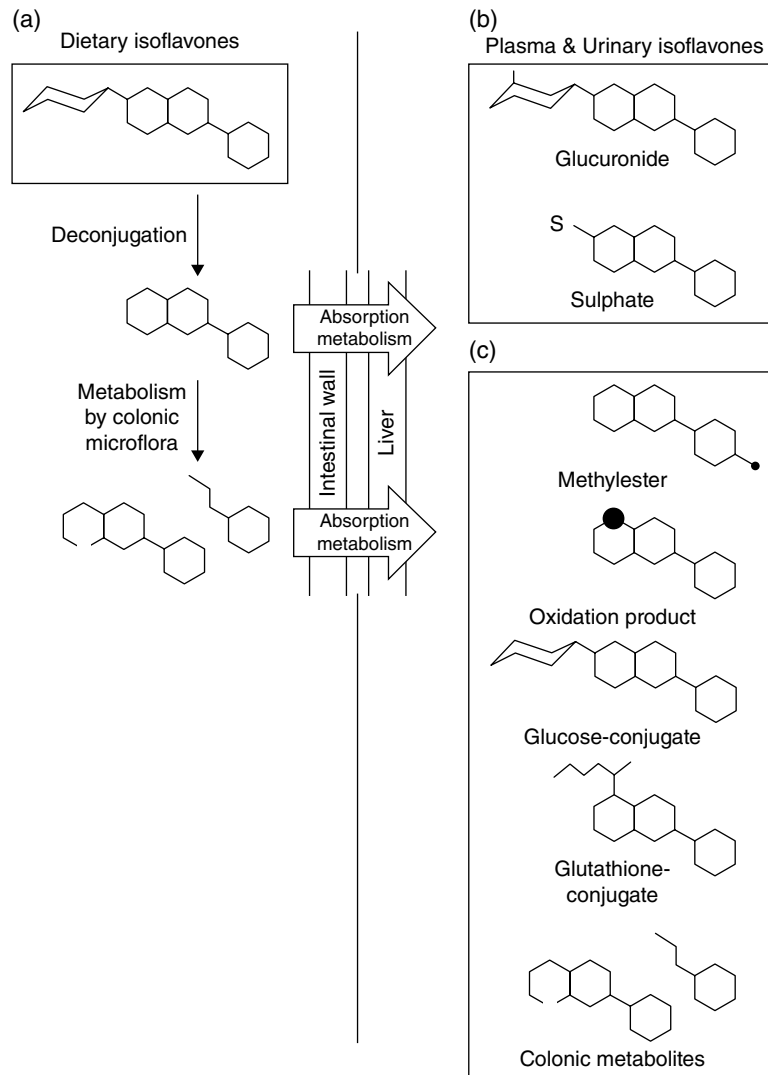 (a)
Dietary isoflavones
Deconjugation
Metabolism
by colonic
microflora
Absorption
metabolism
Intestinal wall
Liver
Absorption
metabolism
(b)
Plasma & Urinary isoflavones
Glucuronide
S
Sulphate
(c)
Methylester
Oxidation product
Glucose-conjugate
Glutathione-
conjugate
Colonic metabolites